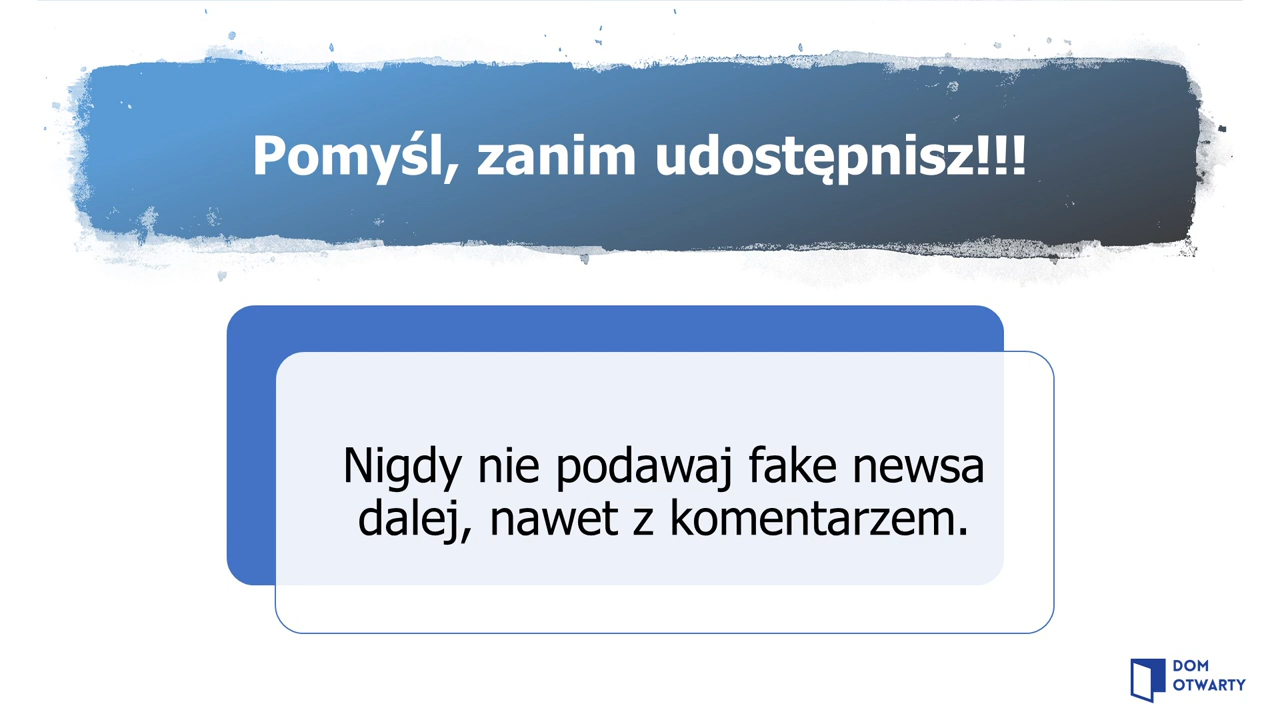 Pomyśl, zanim udostępnisz!!!
Nigdy nie podawaj fake newsa
dalej, nawet z komentarzem.
DOM
OTWARTY